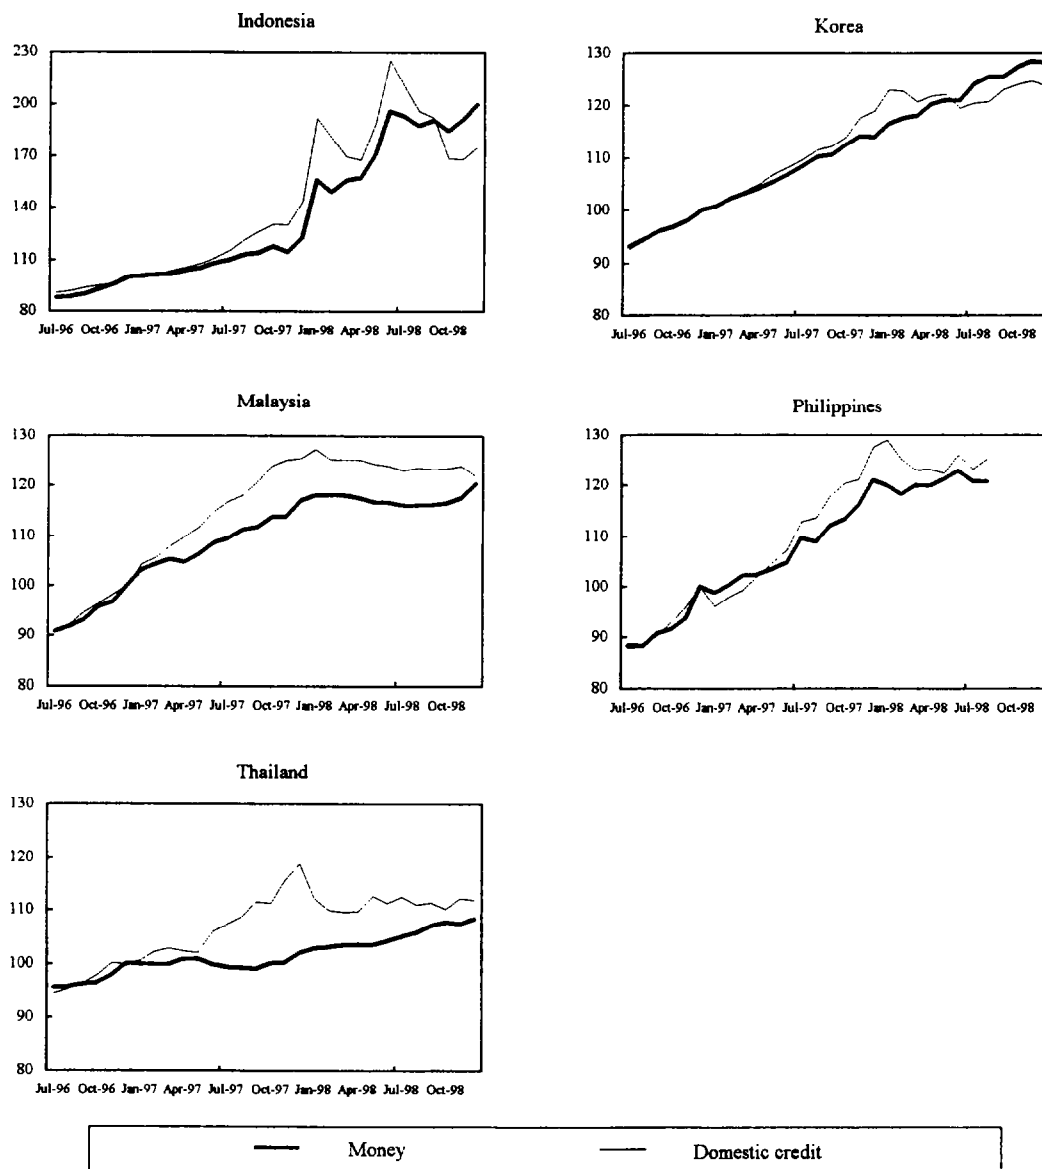 Indonesia
230
200
170
140
110
80
Jul-96 Oct-96 Jan-97 Apr-97 Jul-97 Oct-97 Jan-98 Apr-98 Jul-98 Oct-98
Korea
130
120
110
100
90
80
Jul-96 Oct-96 Jan-97 Apr-97 Jul-97 Oct-97 Jan-98 Apr-98 Jul-98 Oct-98
Malaysia
130
120
110
100
90
80
Jul-96 Oct-96 Jan-97 Apr-97 Jul-97 Oct-97 Jan-98 Apr-98 Jul-98 Oct-98
Philippines
130
120
110
100
90
80
Jul-96 Oct-96 Jan-97 Apr-97 Jul-97 Oct-97 Jan-98 Apr-98 Jul-98 Oct-98
Thailand
130
120
110
100
90
80
Jul-96 Oct-96 Jan-97 Apr-97 Jul-97 Oct-97 Jan-98 Apr-98 Jul-98 Oct-98
Money Domestic credit